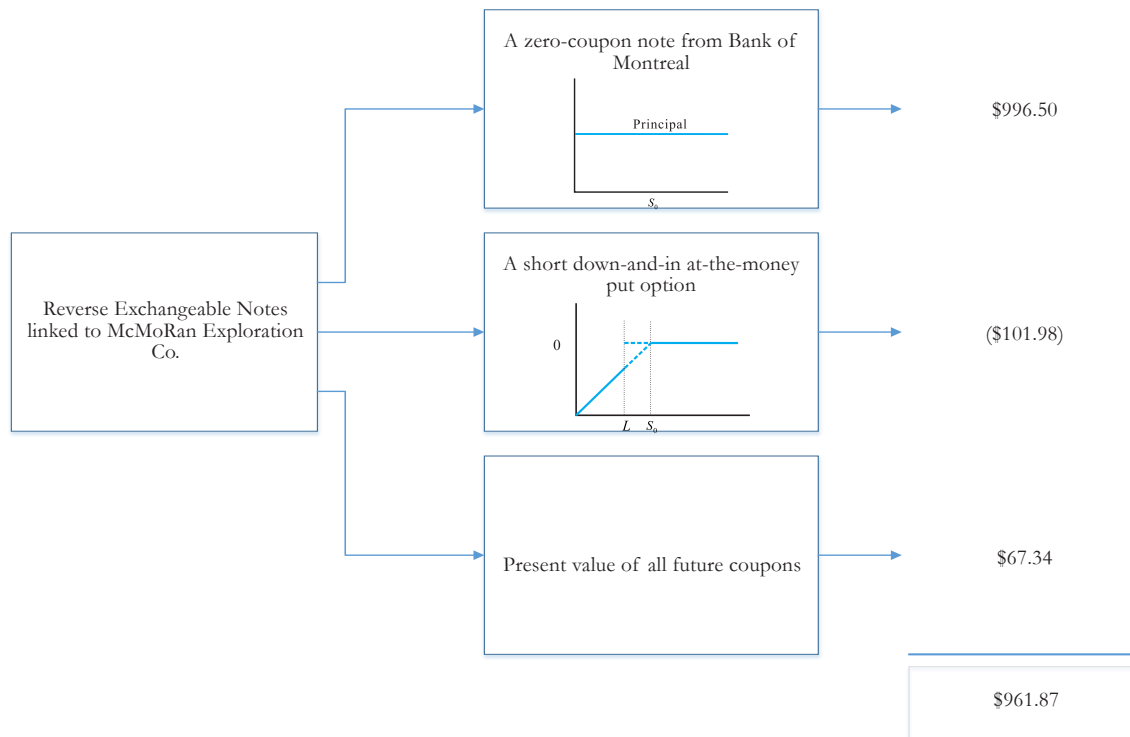 A zero-coupon note from Bank of
Montreal
Principal
S₀
$996.50
Reverse Exchangeable Notes
linked to McMoRan Exploration
Co.
A short down-and-in at-the-money
put option
0
L S₀
($101.98)
Present value of all future coupons
$67.34
$961.87